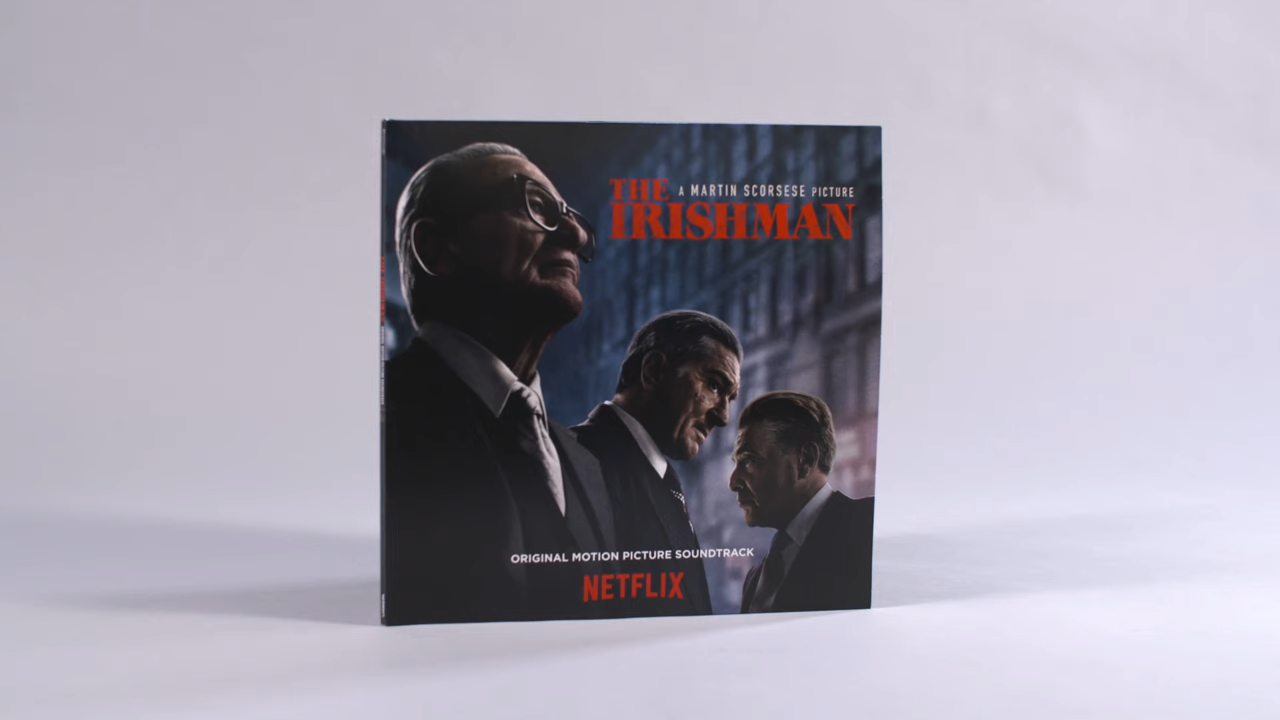 THE
A MARTIN SCORSESE PICTURE
IRISHMAN
ORIGINAL MOTION PICTURE SOUNDTRACK
NETFLIX